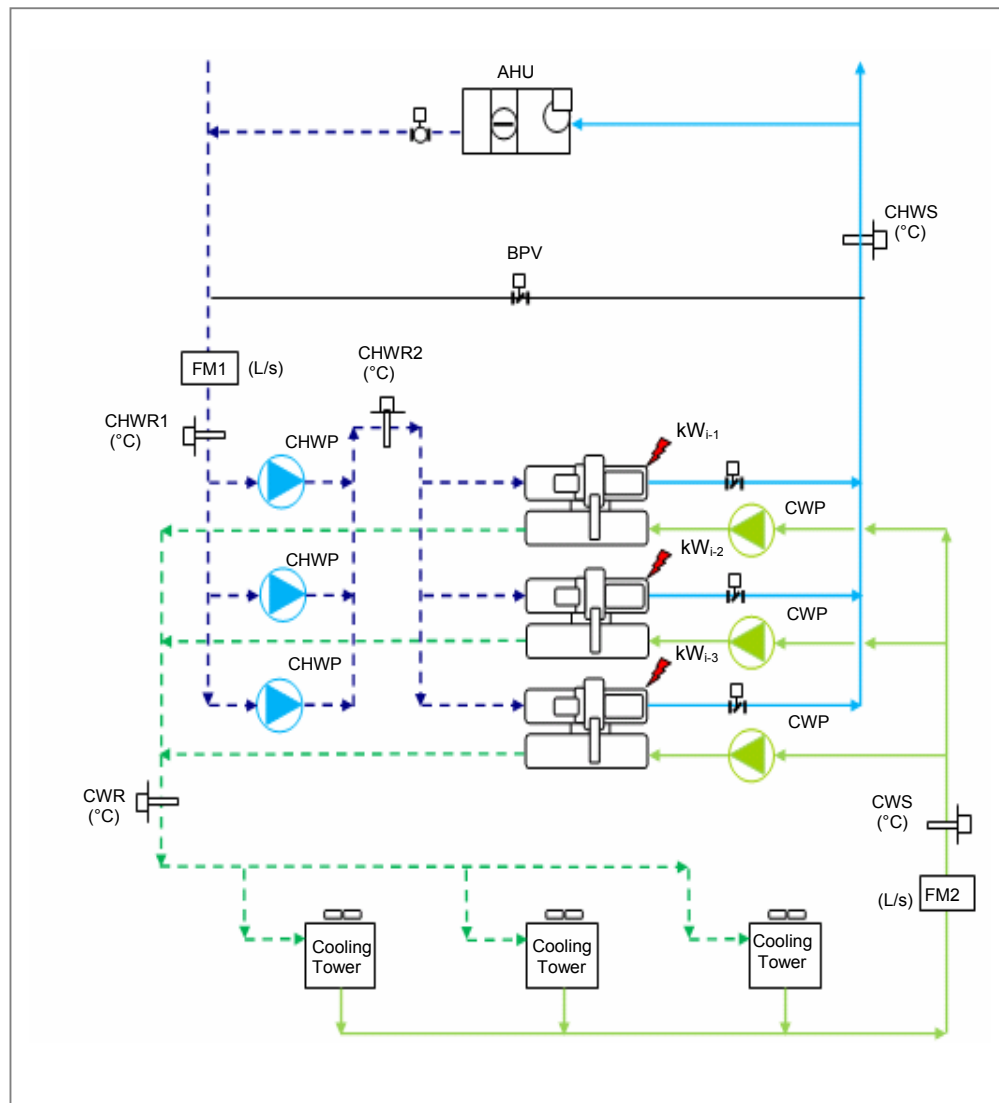 AHU
CHWS
(°C)
BPV
CHWR2
(°C)
FM1 (L/s)
CHWR1
(°C)
CHWP
kWi-1
CWP
CHWP
kWi-2
CWP
CHWP
kWi-3
CWP
CWR
(°C)
CWS
(°C)
(L/s) FM2
Cooling
Tower
Cooling
Tower
Cooling
Tower